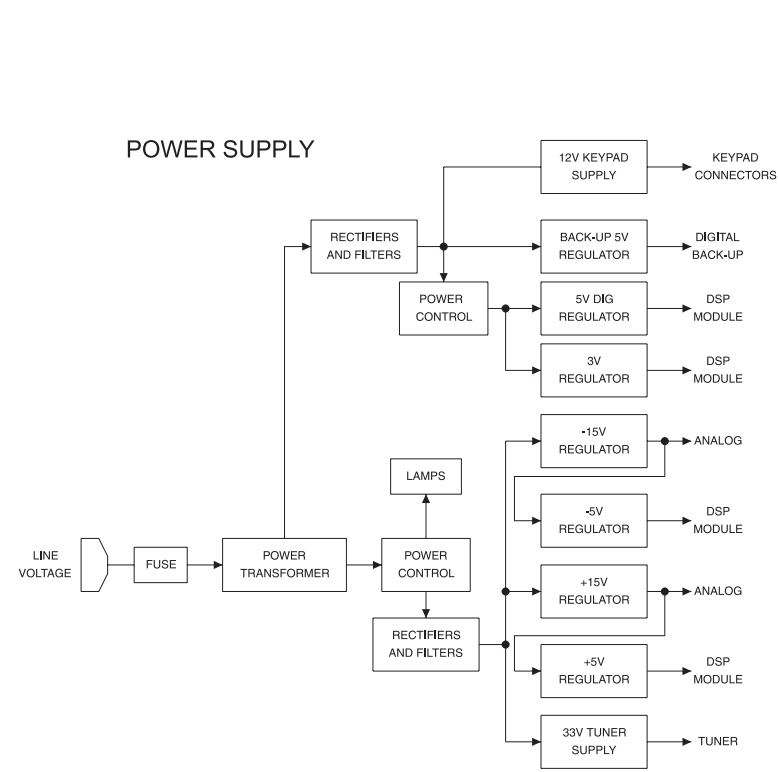 POWER SUPPLY
12V KEYPAD
SUPPLY
KEYPAD
CONNECTORS
RECTIFIERS
AND FILTERS
BACK-UP 5V
REGULATOR
DIGITAL
BACK-UP
POWER
CONTROL
5V DIG
REGULATOR
DSP
MODULE
3V
REGULATOR
DSP
MODULE
-15V
REGULATOR
ANALOG
LAMPS
-5V
REGULATOR
DSP
MODULE
LINE
VOLTAGE
FUSE
POWER
TRANSFORMER
POWER
CONTROL
+15V
REGULATOR
ANALOG
RECTIFIERS
AND FILTERS
+5V
REGULATOR
DSP
MODULE
33V TUNER
SUPPLY
TUNER